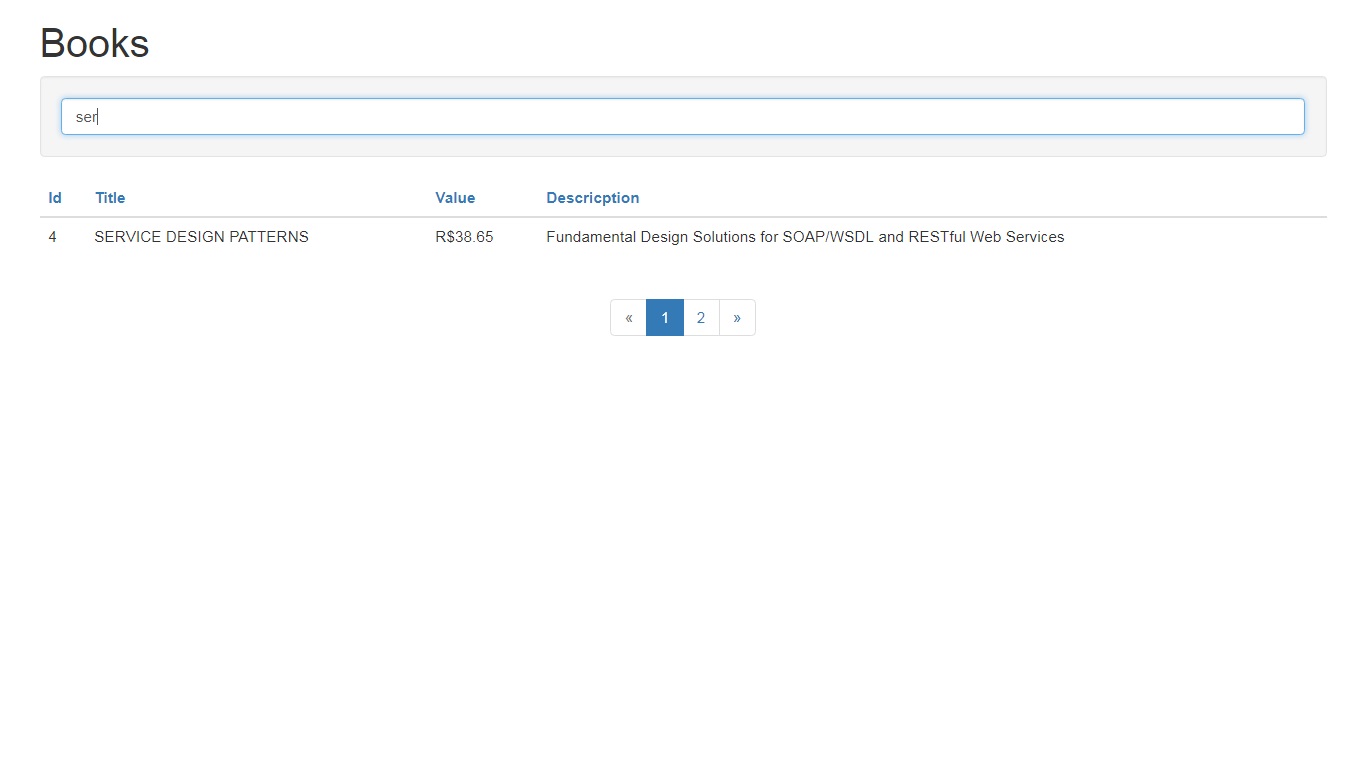 Books
ser
Id Title Value Descricption
4 SERVICE DESIGN PATTERNS R$38.65 Fundamental Design Solutions for SOAP/WSDL and RESTful Web Services
« 1 2 »